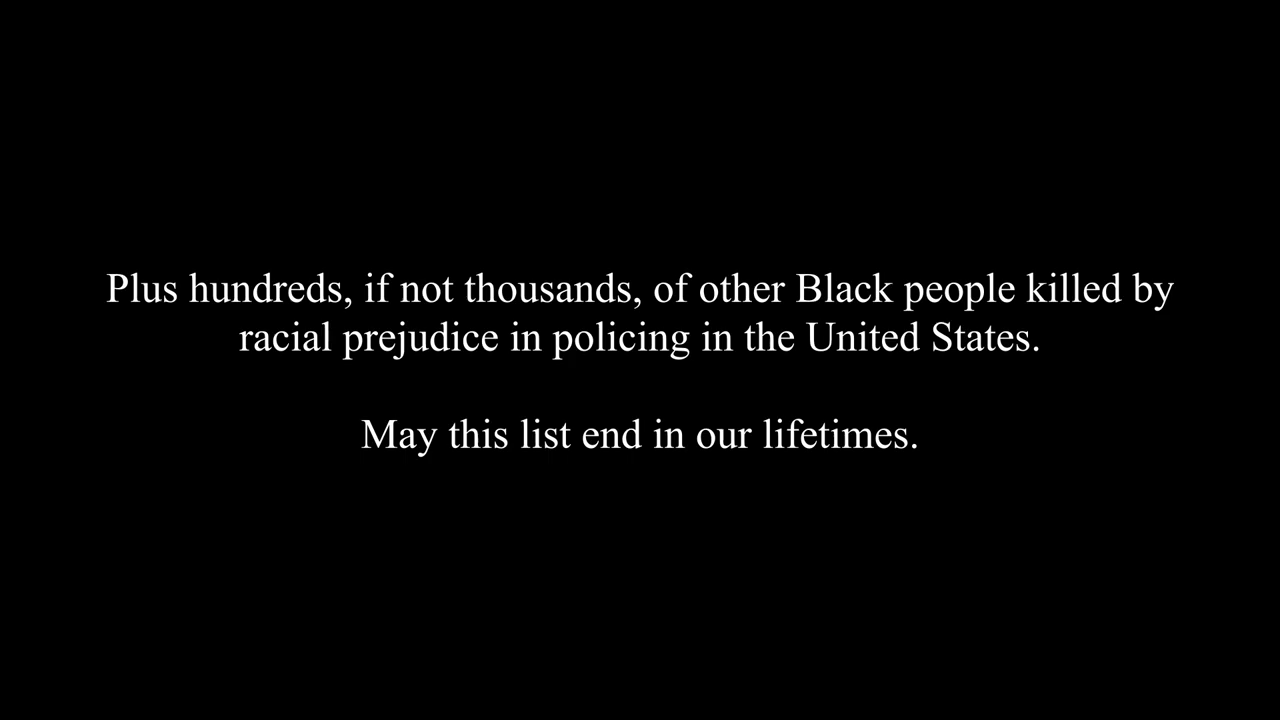 Plus hundreds, if not thousands, of other Black people killed by
racial prejudice in policing in the United States.
May this list end in our lifetimes.